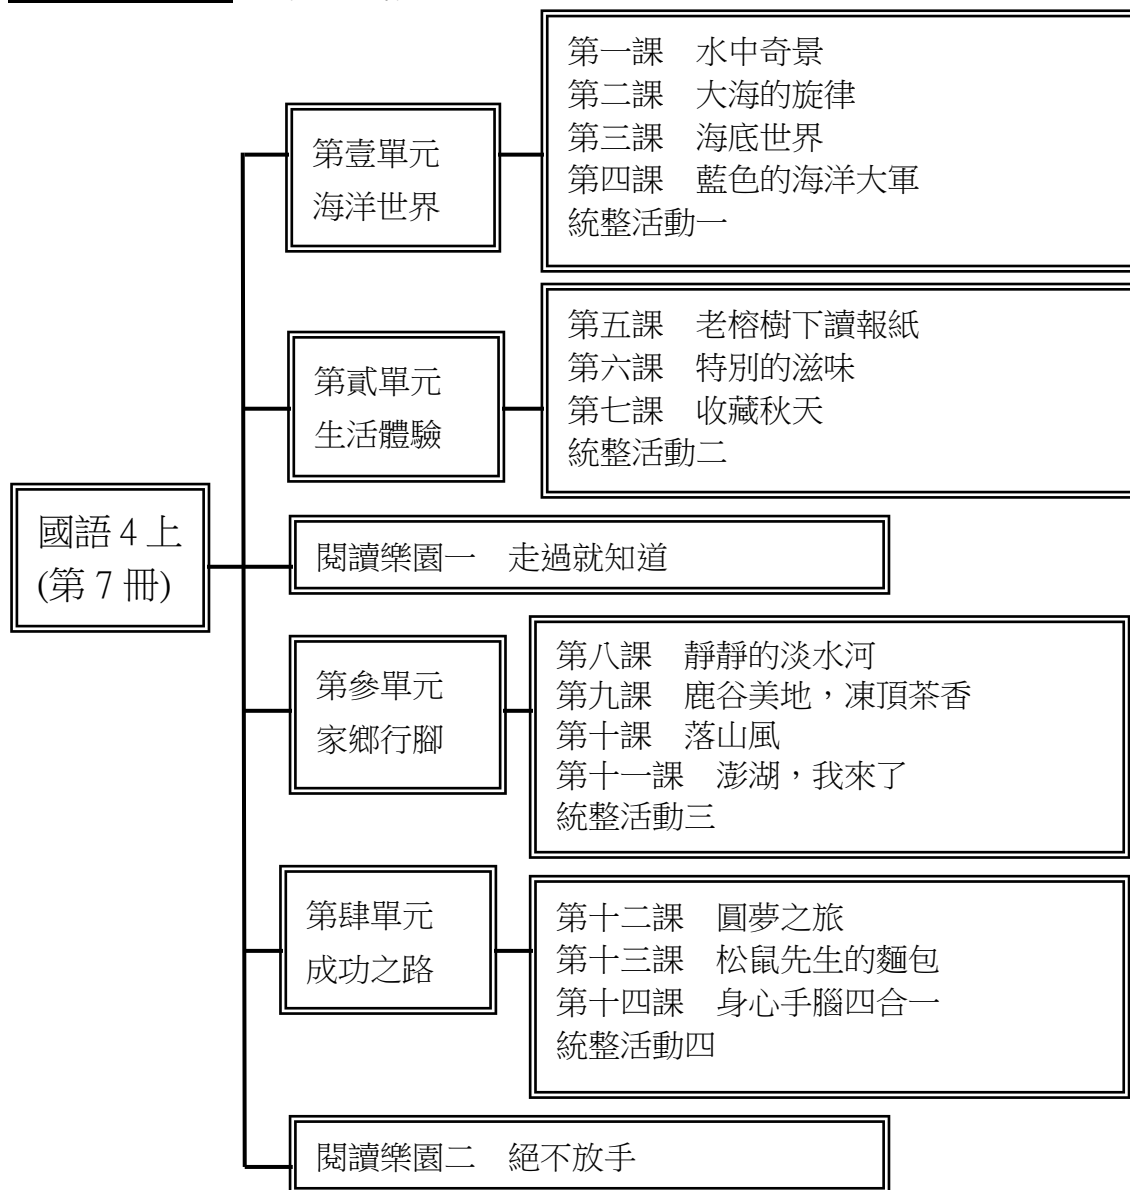 國語 4 上
(第 7 冊)
第壹單元
海洋世界
第一課　水中奇景
第二課　大海的旋律
第三課　海底世界
第四課　藍色的海洋大軍
統整活動一
第貳單元
生活體驗
第五課　老榕樹下讀報紙
第六課　特別的滋味
第七課　收藏秋天
統整活動二
閱讀樂園一　走過就知道
第參單元
家鄉行腳
第八課　靜靜的淡水河
第九課　鹿谷美地，凍頂茶香
第十課　落山風
第十一課　澎湖，我來了
統整活動三
第肆單元
成功之路
第十二課　圓夢之旅
第十三課　松鼠先生的麵包
第十四課　身心手腦四合一
統整活動四
閱讀樂園二　絕不放手